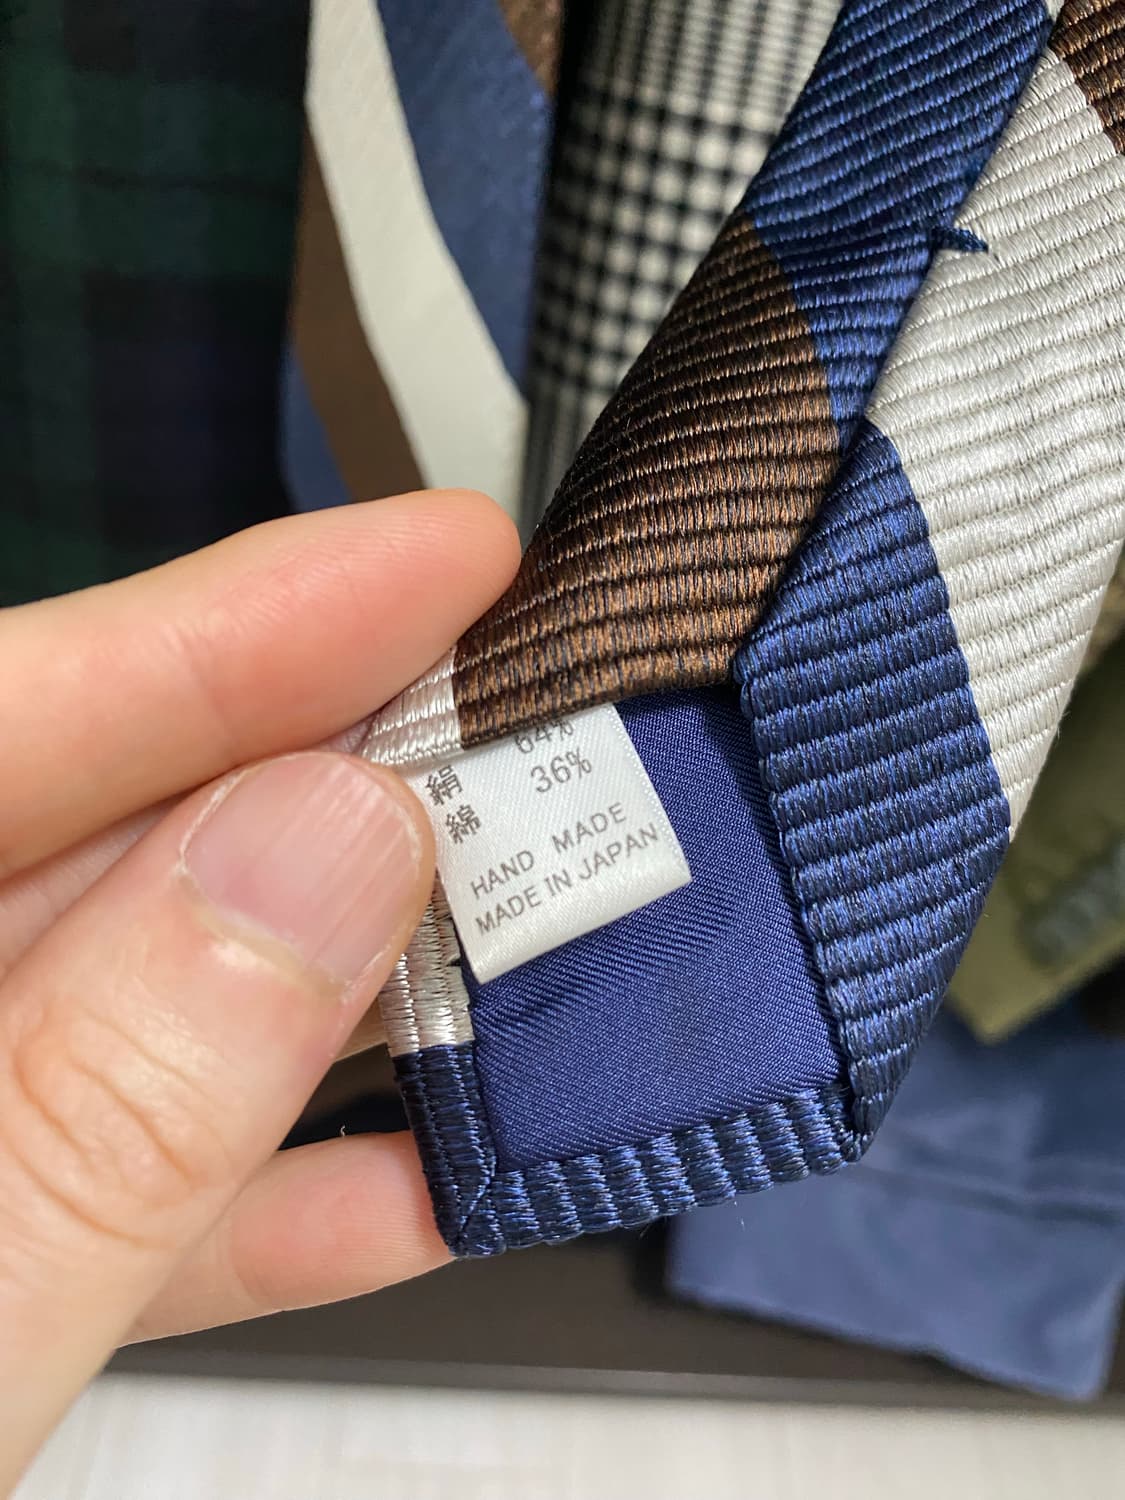 絹 64%
綿 36%
HAND MADE
MADE IN JAPAN